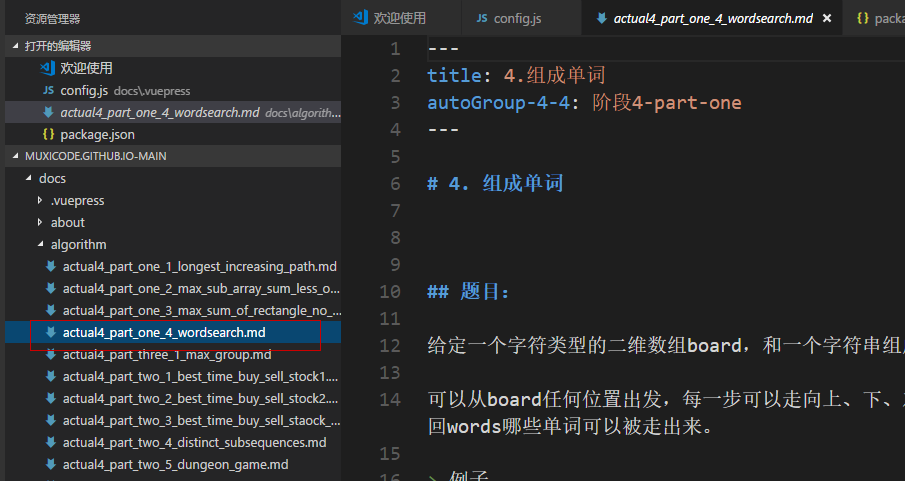 资源管理器
打开的编辑器
欢迎使用
config.js docs\vuepress
actual4_part_one_4_wordsearch.md docs\algorith...
package.json
MUXICODE.GITHUB.IO-MAIN
docs
.vuepress
about
algorithm
actual4_part_one_1_longest_increasing_path.md
actual4_part_one_2_max_sub_array_sum_less_o...
actual4_part_one_3_max_sum_of_rectangle_no_...
actual4_part_one_4_wordsearch.md
actual4_part_three_1_max_group.md
actual4_part_two_1_best_time_buy_sell_stock1....
actual4_part_two_2_best_time_buy_sell_stock2....
actual4_part_two_3_best_time_buy_sell_staock_...
actual4_part_two_4_distinct_subsequences.md
actual4_part_two_5_dungeon_game.md
欢迎使用 config.js actual4_part_one_4_wordsearch.md × {} packa
1 ---
2 title: 4.组成单词
3 autoGroup-4-4: 阶段4-part-one
4 ---
5
6 # 4. 组成单词
7
8
9
10 ## 题目:
11
12 给定一个字符类型的二维数组board，和一个字符串组
13
14 可以从board任何位置出发，每一步可以走向上、下、
回words哪些单词可以被走出来。
15
16 > 例子